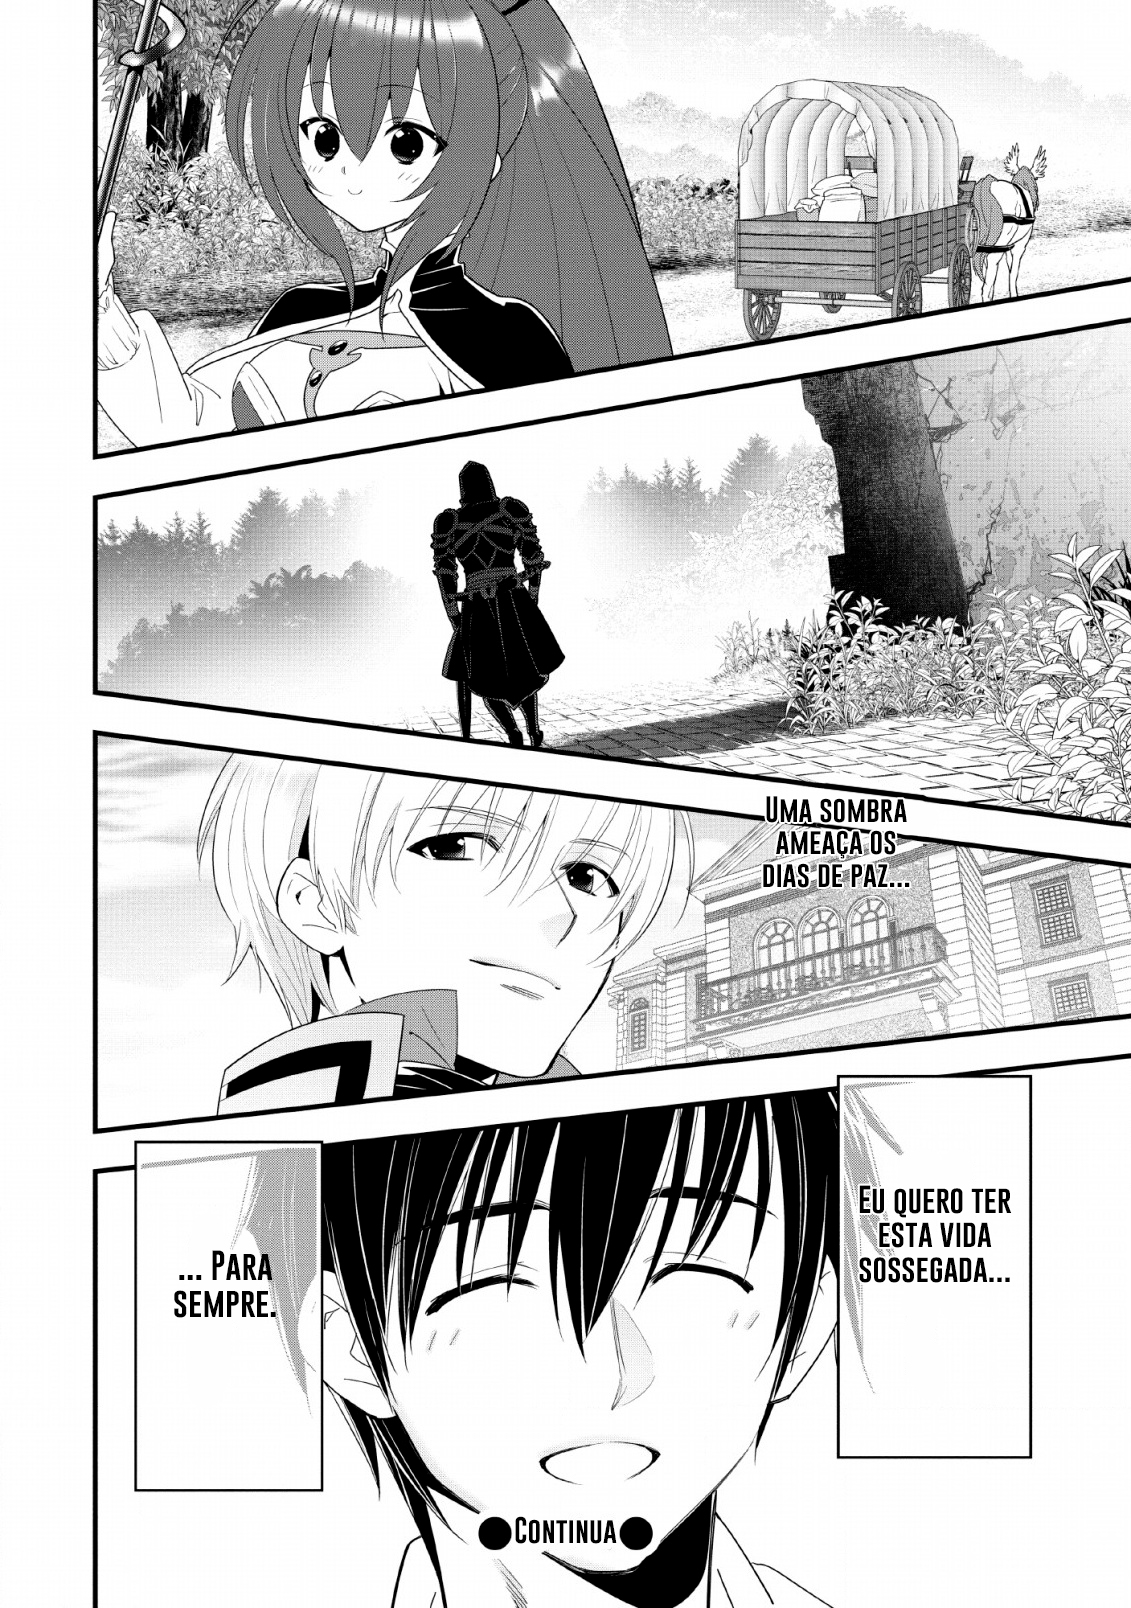 UMA SOMBRA
AMEAÇA OS
DIAS DE PAZ...
EU QUERO TER
ESTA VIDA
SOSSEGADA...
... PARA
SEMPRE.
●CONTINUA●